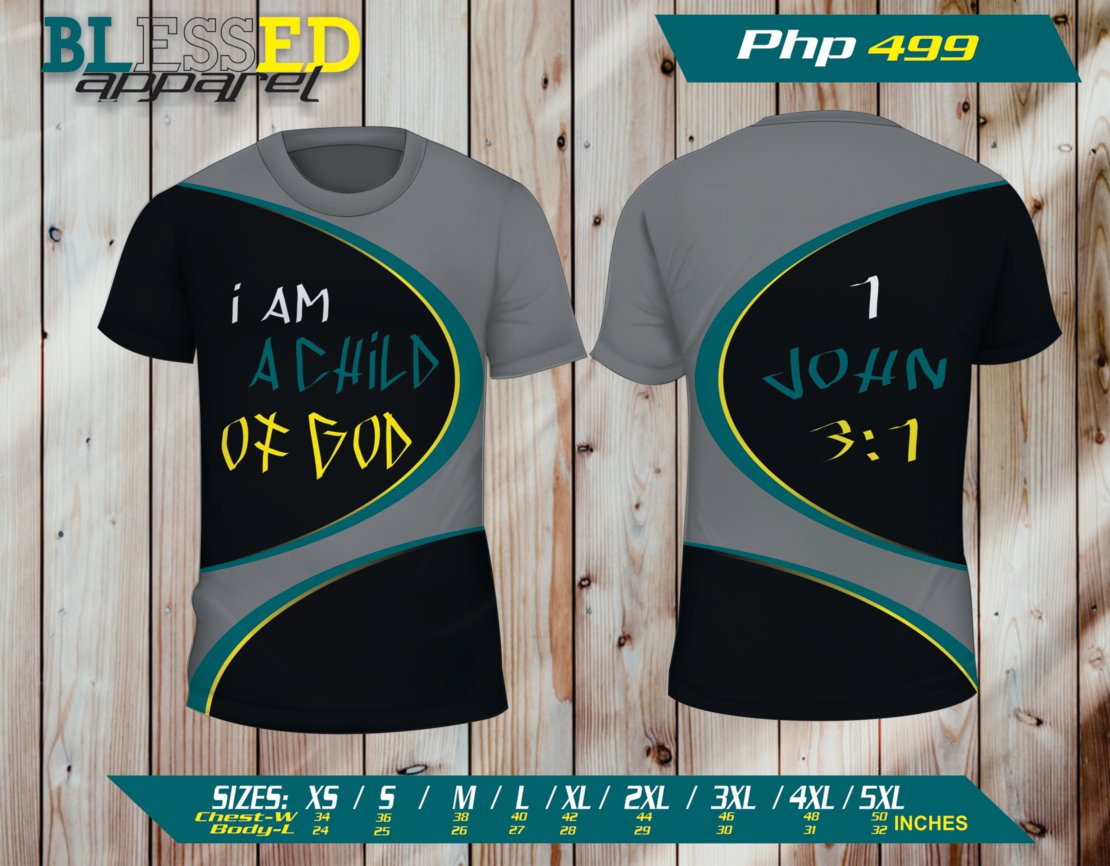 BLESSED
apparel
Php 499
i AM
A CHiLD
OF GOD
1
JOHN
3:1
SIZES: XS / S / M / L / XL / 2XL / 3XL / 4XL / 5XL
Chest-W 34 36 38 40 42 44 46 48 50
Body-L 24 25 26 27 28 29 30 31 32 INCHES